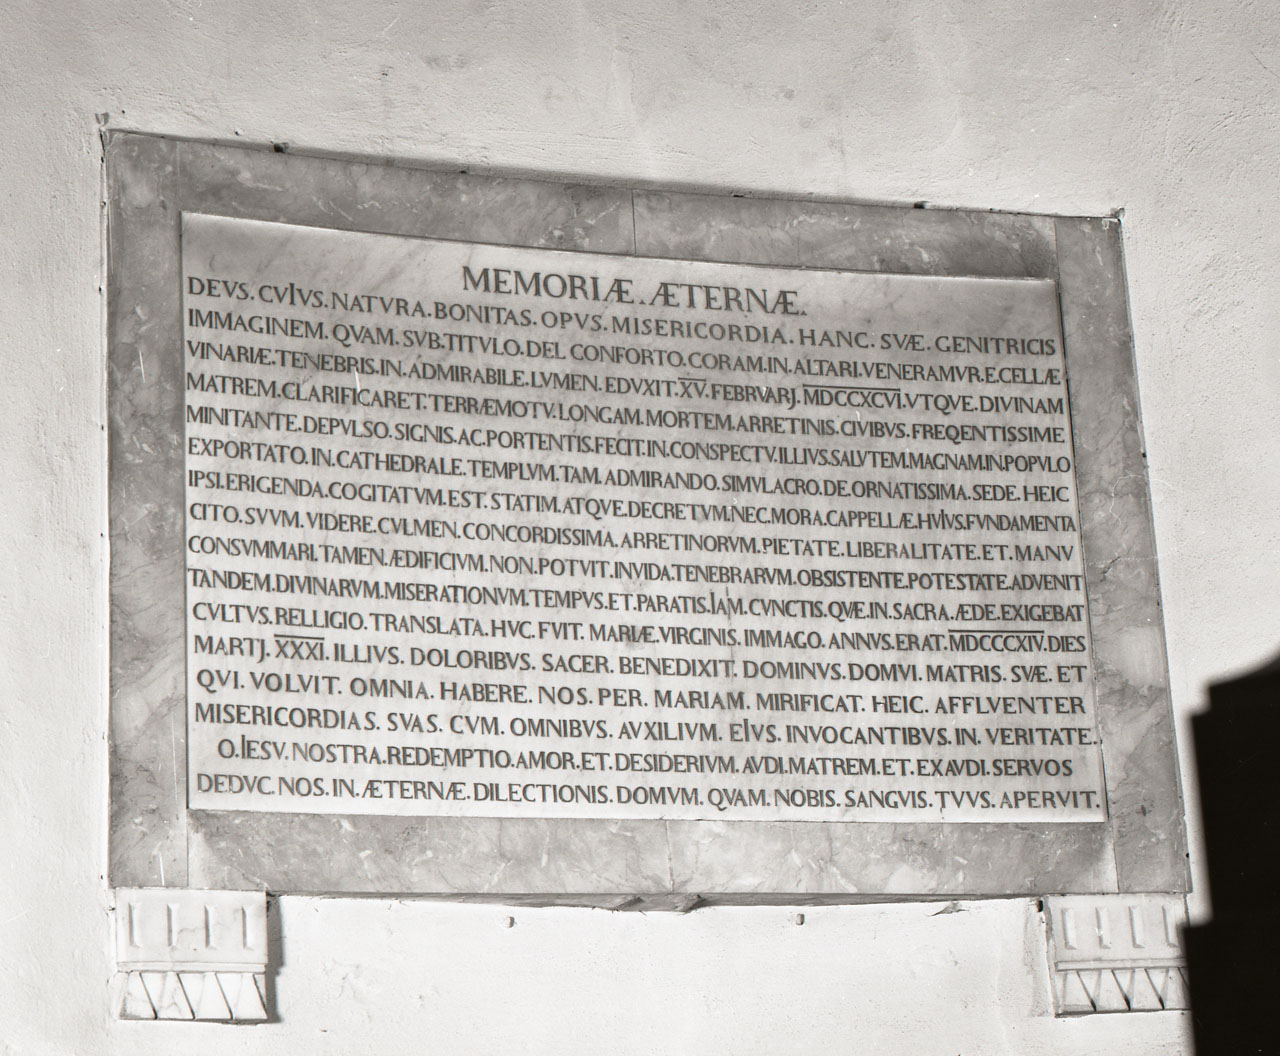 MEMORIÆ.ÆTERNÆ.
DEVS.CVIVS.NATVRA.BONITAS.OPVS.MISERICORDIA.HANC.SVÆ.GENITRICIS
IMMAGINEM.QVAM.SVB.TITVLO.DEL CONFORTO.CORAM.IN.ALTARI.VENERAMVR.E.CELLÆ
VINARIÆ.TENEBRIS.IN.ADMIRABILE.LVMEN.EDVXIT.XV.FEBRVARJ.MDCCXCVI.VTQVE.DIVINAM
MATREM.CLARIFICARET.TERRÆMOTV.LONGAM.MORTEM.ARRETINIS.CIVIBVS.FREQENTISSIME
MINITANTE.DEPVLSO.SIGNIS.AC.PORTENTIS.FECIT.IN.CONSPECTV.ILLIVS.SALVTEM.MAGNAM.IN.POPVLO
EXPORTATO.IN.CATHEDRALE.TEMPLVM.TAM.ADMIRANDO.SIMVLACRO.DE.ORNATISSIMA.SEDE.HEIC
IPSI.ERIGENDA.COGITATVM.EST.STATIM.ATQVE.DECRETVM.NEC.MORA.CAPPELLÆ.HVIVS.FVNDAMENTA
CITO.SVVM.VIDERE.CVLMEN.CONCORDISSIMA.ARRETINORVM.PIETATE.LIBERALITATE.ET.MANV
CONSVMMARI.TAMEN.ÆDIFICIVM.NON.POTVIT.INVIDA.TENEBRARVM.OBSISTENTE.POTESTATE.ADVENIT
TANDEM.DIVINARVM.MISERATIONVM.TEMPVS.ET.PARATIS.IAM.CVNCTIS.QVÆ.IN.SACRA.ÆDE.EXIGEBAT
CVLTVS.RELLIGIO.TRANSLATA.HVC.FVIT.MARIÆ.VIRGINIS.IMMAGO.ANNVS.ERAT.MDCCCXIV.DIES
MARTJ.XXXI.ILLIVS.DOLORIBVS.SACER.BENEDIXIT.DOMINVS.DOMVI.MATRIS.SVÆ.ET
QVI.VOLVIT.OMNIA.HABERE.NOS.PER.MARIAM.MIRIFICAT.HEIC.AFFLVENTER
MISERICORDIAS.SVAS.CVM.OMNIBVS.AVXILIVM.EIVS.INVOCANTIBVS.IN.VERITATE.
O.IESV.NOSTRA.REDEMPTIO.AMOR.ET.DESIDERIVM.AVDI.MATREM.ET.EXAVDI.SERVOS
DEDVC.NOS.IN.ÆTERNÆ.DILECTIONIS.DOMVM.QVAM.NOBIS.SANGVIS.TVVS.APERVIT.